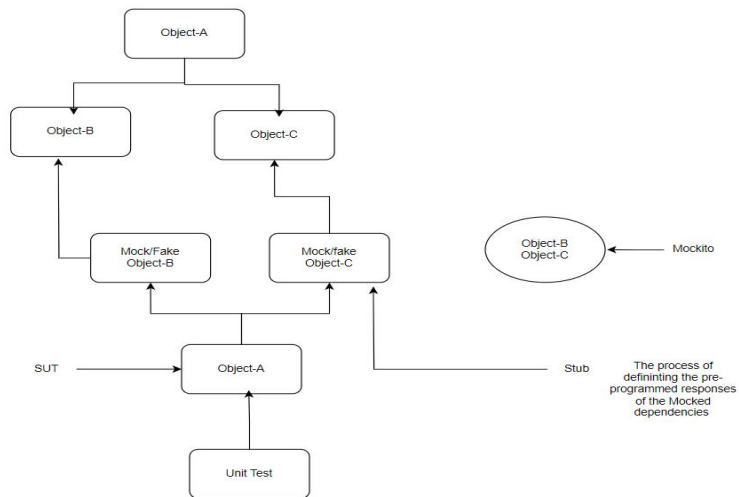 Object-A
Object-B
Object-C
Mock/Fake
Object-B
Mock/fake
Object-C
Object-B
Object-C
Mockito
SUT
Object-A
Stub
The process of
defininting the pre-
programmed responses
of the Mocked
dependencies
Unit Test